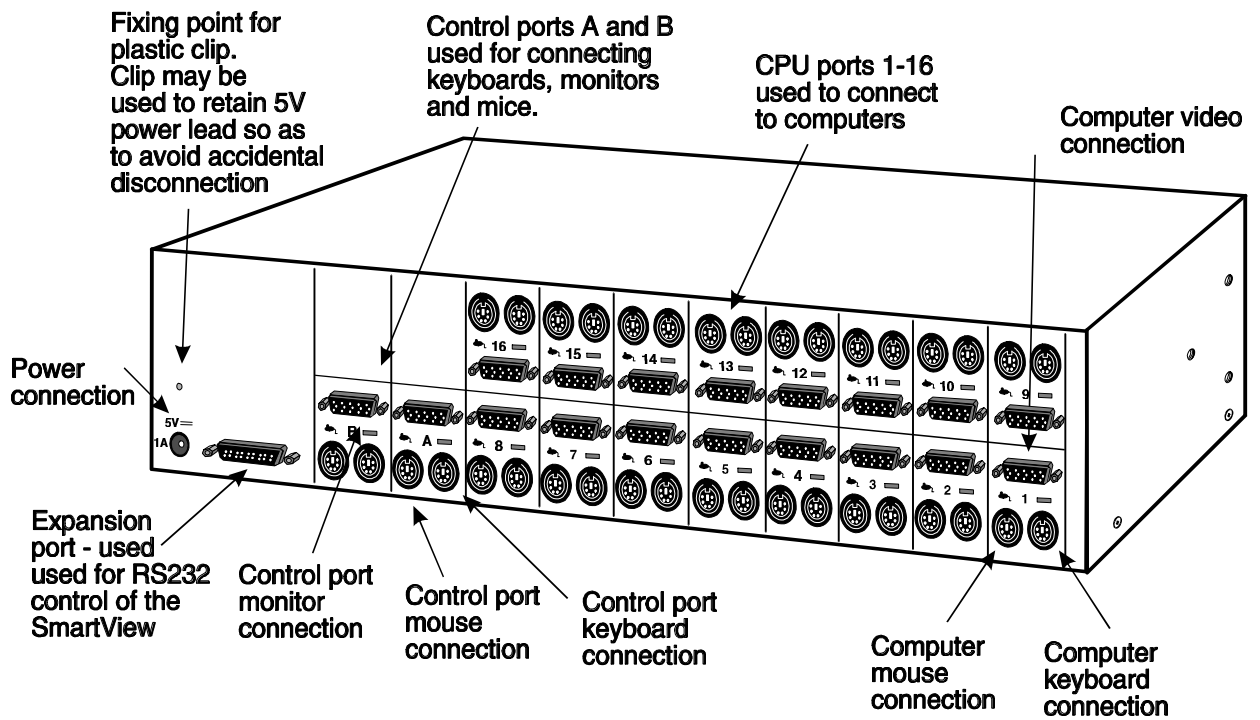 Fixing point for
plastic clip.
Clip may be
used to retain 5V
power lead so as
to avoid accidental
disconnection
Control ports A and B
used for connecting
keyboards, monitors
and mice.
CPU ports 1-16
used to connect
to computers
Computer video
connection
Power
connection
5V
1A
16
15
14
13
12
11
10
9
B
A
8
7
6
5
4
3
2
1
Expansion
port - used
used for RS232
control of the
SmartView
Control port
monitor
connection
Control port
mouse
connection
Control port
keyboard
connection
Computer
mouse
connection
Computer
keyboard
connection